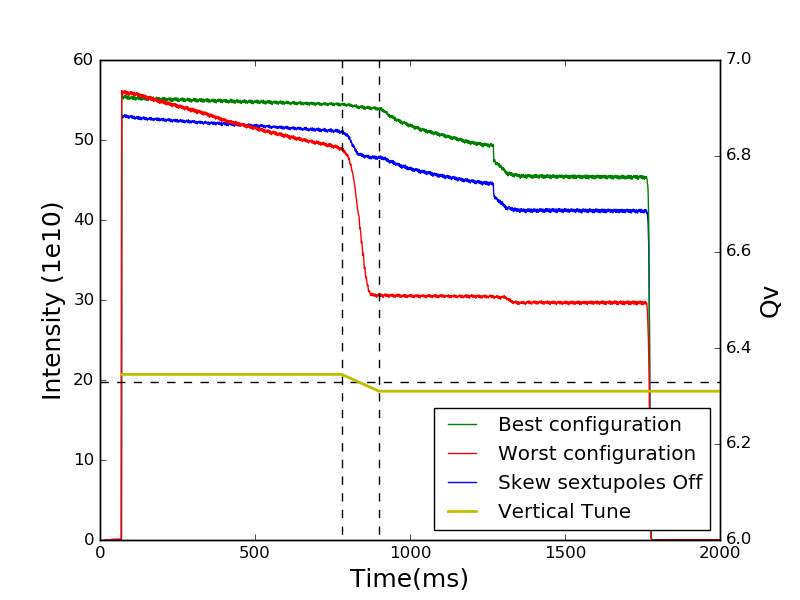 60
50
40
30
20
10
0
Intensity (1e10)
7.0
6.8
6.6
6.4
6.2
6.0
Qv
Best configuration
Worst configuration
Skew sextupoles Off
Vertical Tune
0 500 1000 1500 2000
Time(ms)